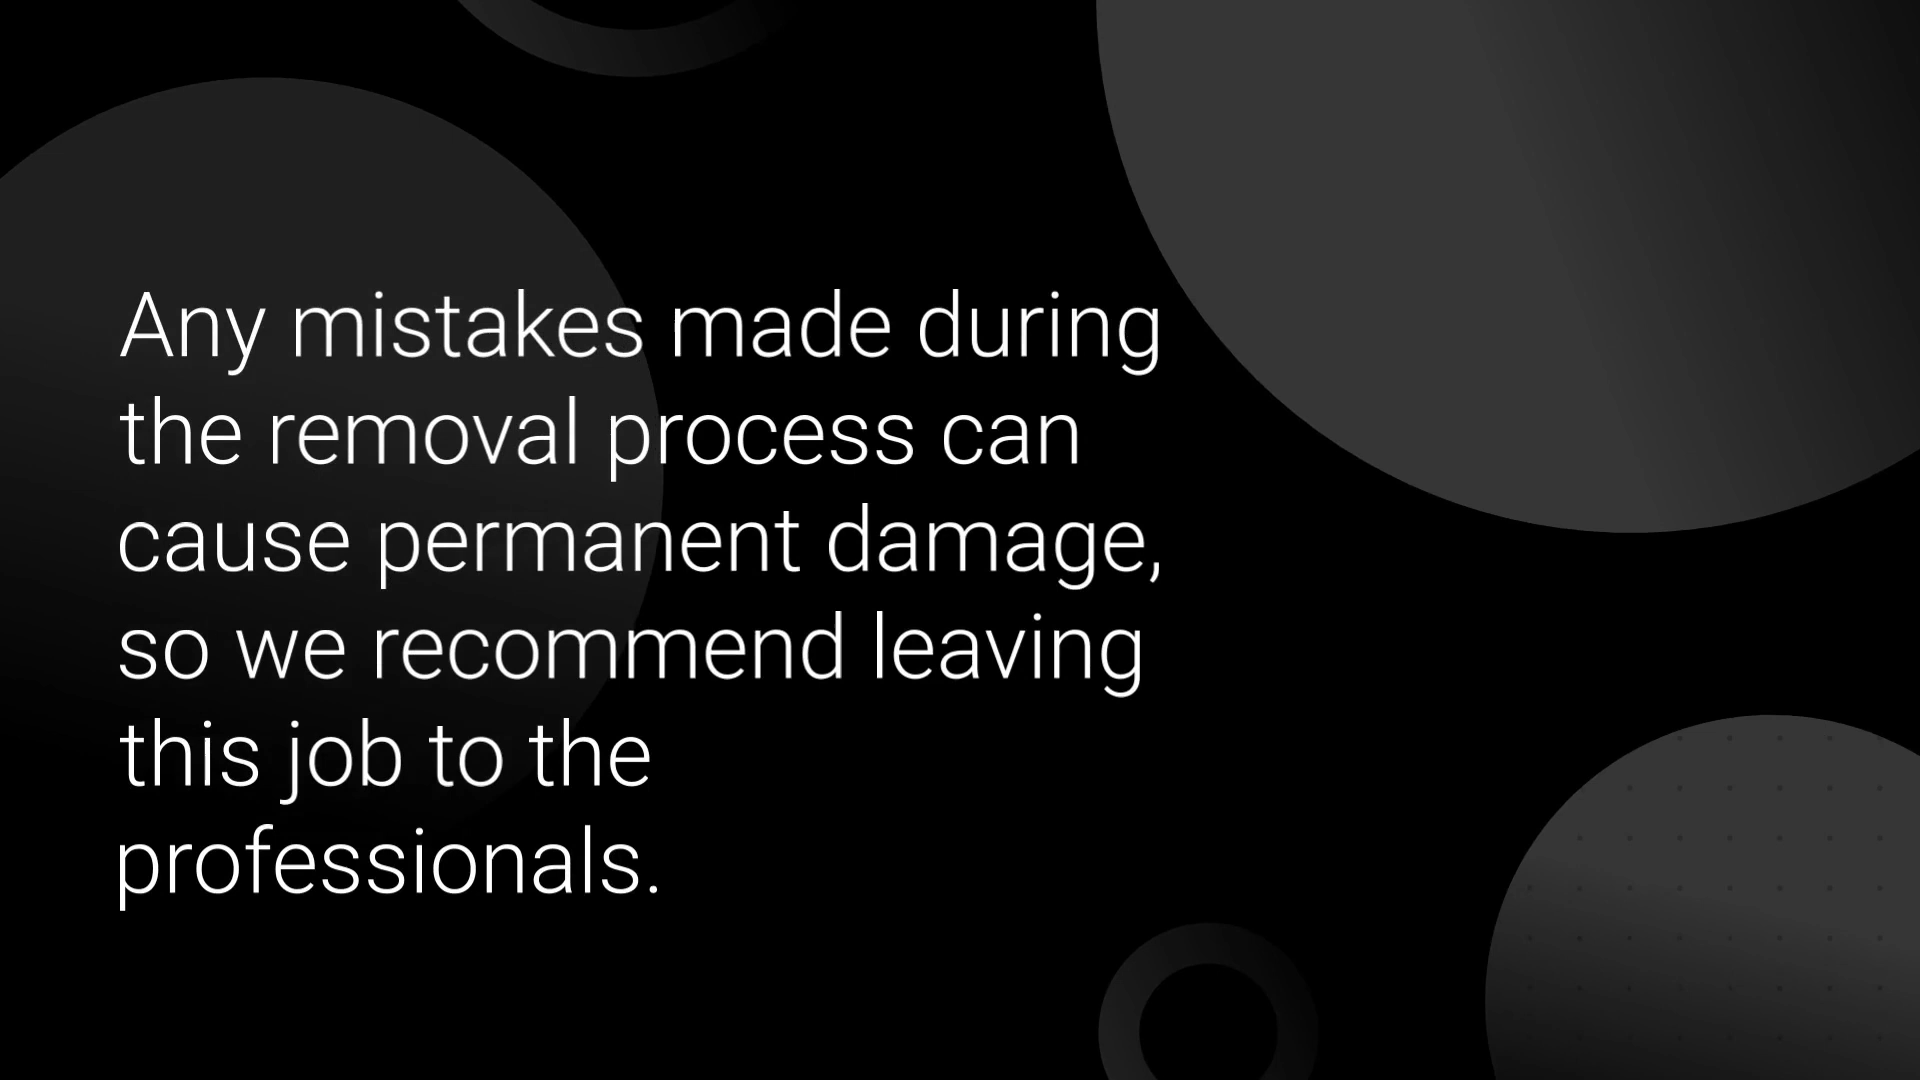 Any mistakes made during
the removal process can
cause permanent damage,
so we recommend leaving
this job to the
professionals.